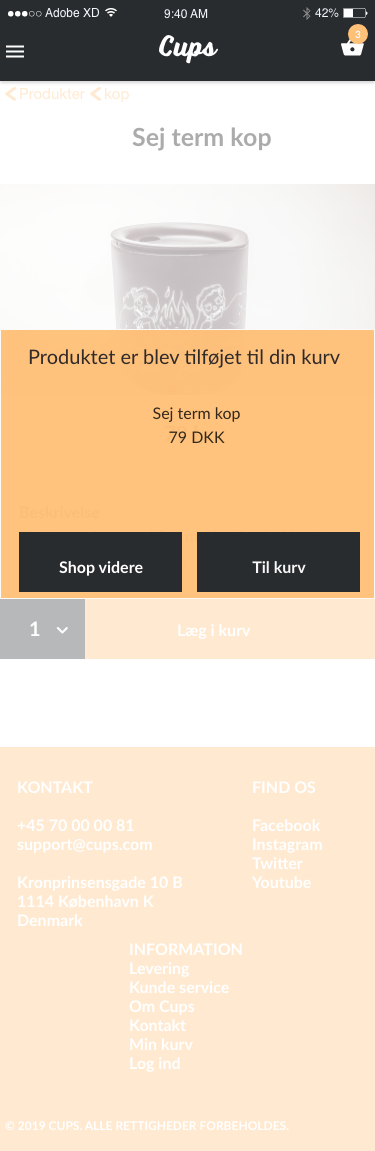 Adobe XD 9:40 AM 42%
Cups
3
Produkter kop
Sej term kop
Produktet er blev tilføjet til din kurv
Sej term kop
79 DKK
Beskrivelse
Shop videre Til kurv
1 Læg i kurv
KONTAKT
+45 70 00 00 81
support@cups.com
Kronprinsensgade 10 B
1114 København K
Denmark
FIND OS
Facebook
Instagram
Twitter
Youtube
INFORMATION
Levering
Kunde service
Om Cups
Kontakt
Min kurv
Log ind
© 2019 CUPS. ALLE RETTIGHEDER FORBEHOLDES.